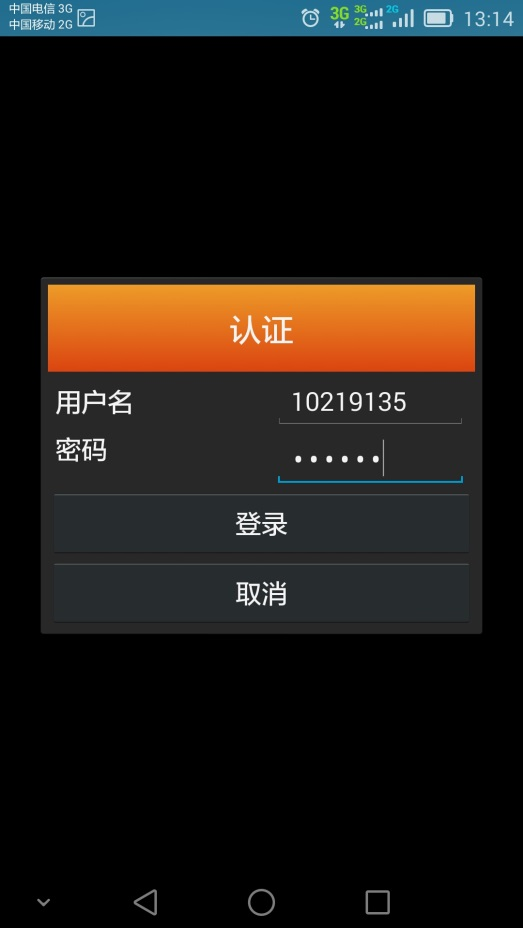 中国电信 3G
中国移动 2G
3G 3G 2G 2G 13:14
认证
用户名 10219135
密码 ••••••
登录
取消